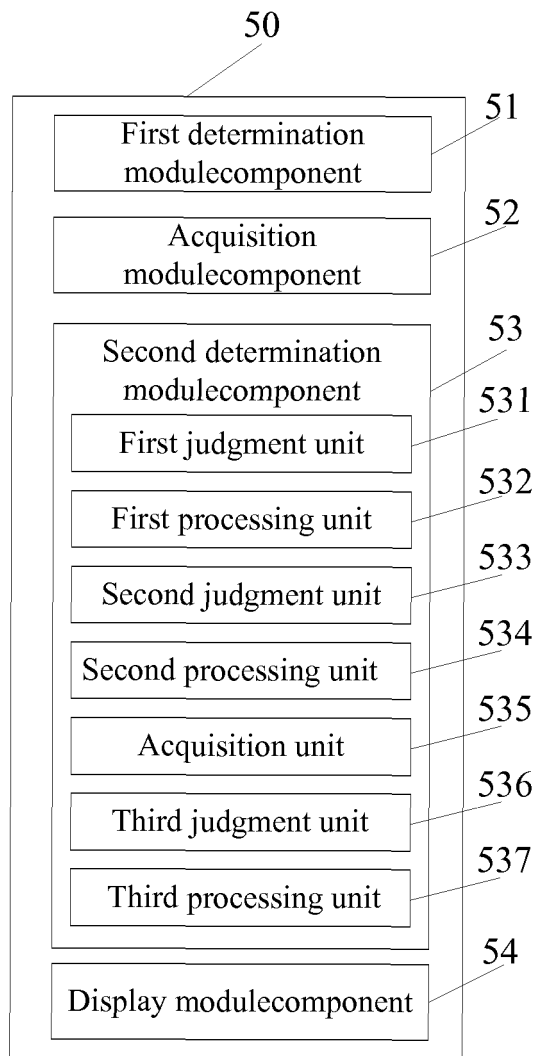 50
First determination
modulecomponent
51
Acquisition
modulecomponent
52
Second determination
modulecomponent
53
First judgment unit
531
First processing unit
532
Second judgment unit
533
Second processing unit
534
Acquisition unit
535
Third judgment unit
536
Third processing unit
537
Display modulecomponent
54